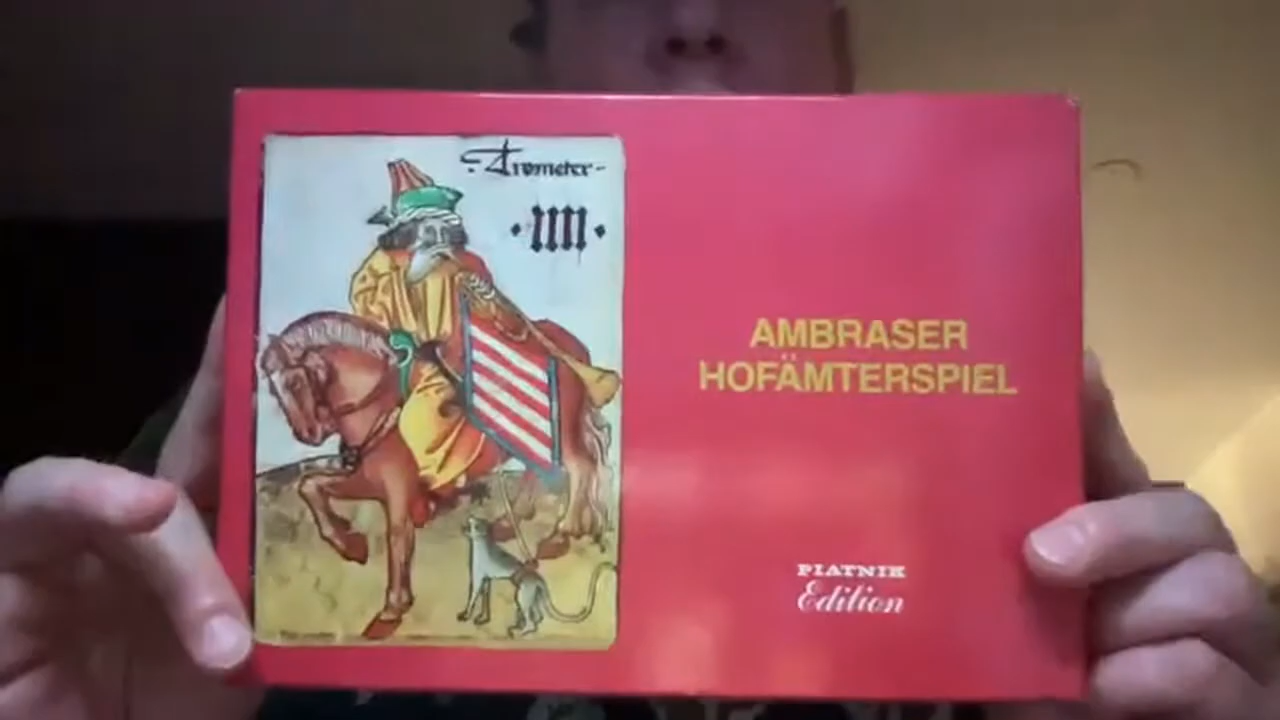 Trometer
· IIII ·
AMBRASER
HOFÄMTERSPIEL
PIATNIK
Edition